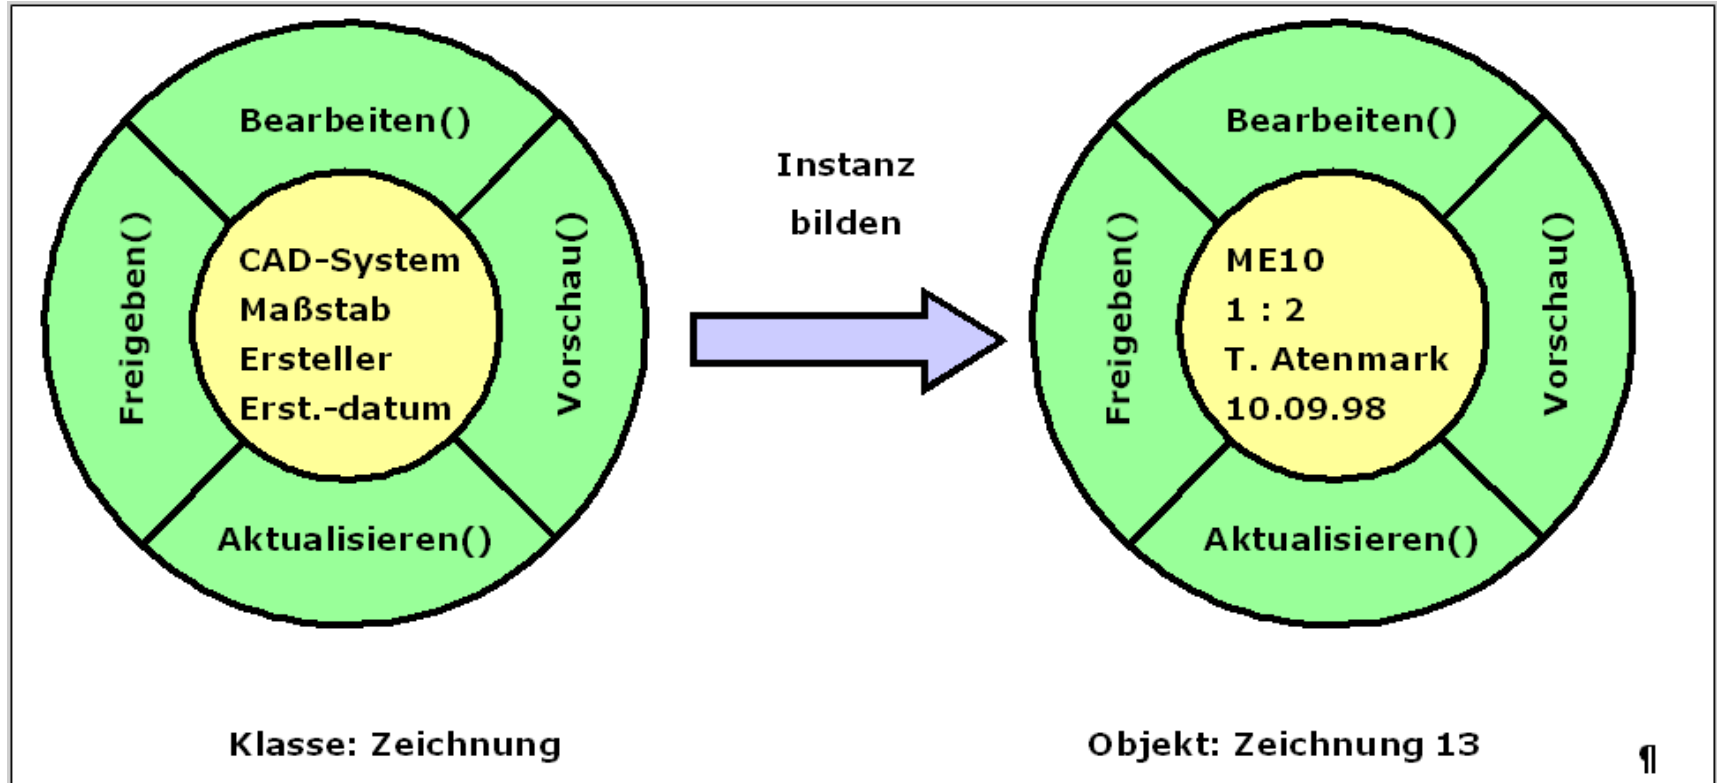 Bearbeiten()
Freigeben()
CAD-System
Maßstab
Ersteller
Erst.-datum
Vorschau()
Aktualisieren()
Instanz
bilden
Bearbeiten()
Freigeben()
ME10
1 : 2
T. Atenmark
10.09.98
Vorschau()
Aktualisieren()
Klasse: Zeichnung
Objekt: Zeichnung 13
¶